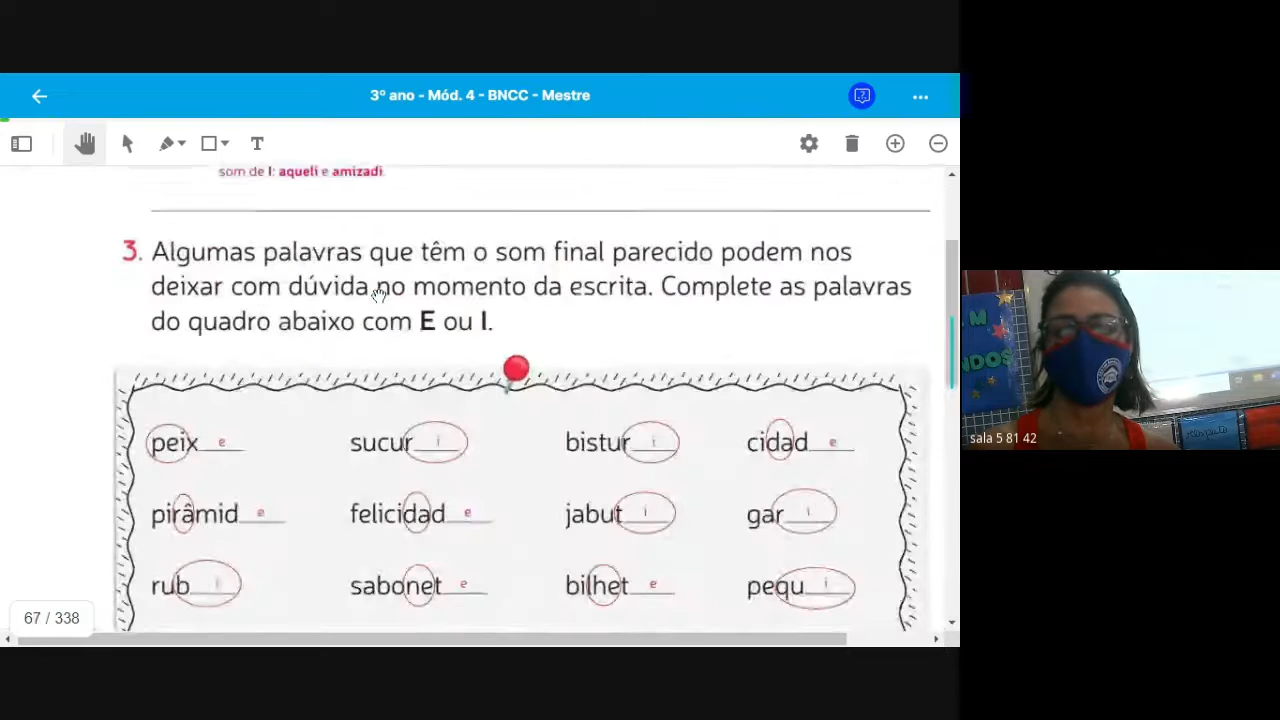 3º ano - Mód. 4 - BNCC - Mestre
som de I: aqueli e amizadi.
3. Algumas palavras que têm o som final parecido podem nos
deixar com dúvida no momento da escrita. Complete as palavras
do quadro abaixo com E ou I.
peix e sucur i bistur i cidad e
pirâmid e felicidad e jabut i gar i
rub i sabonet e bilhet e pequ i
67 / 338
sala 5 81 42